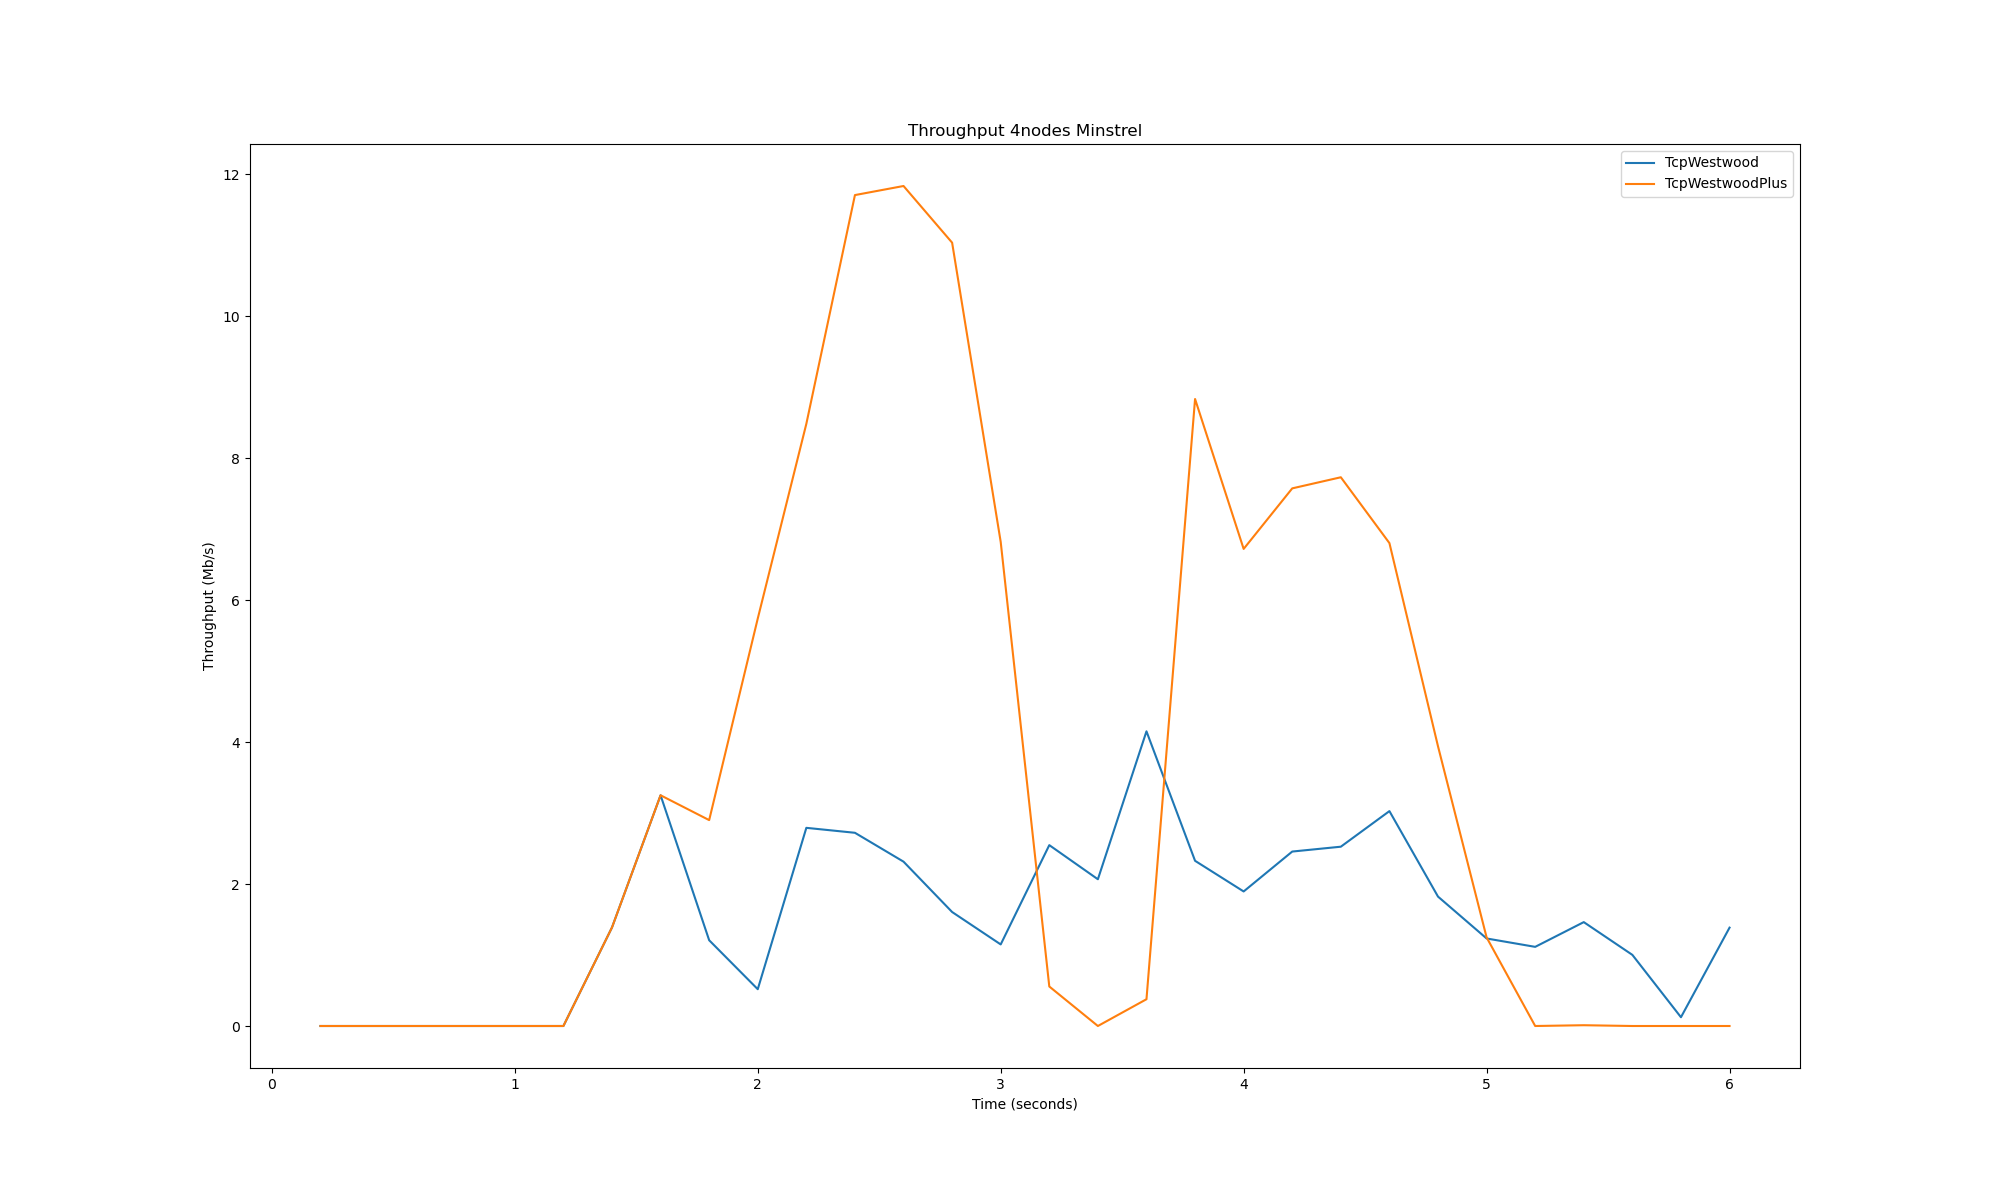 Throughput 4nodes Minstrel
TcpWestwood
TcpWestwoodPlus
12
10
8
6
4
2
0
Throughput (Mb/s)
0 1 2 3 4 5 6
Time (seconds)